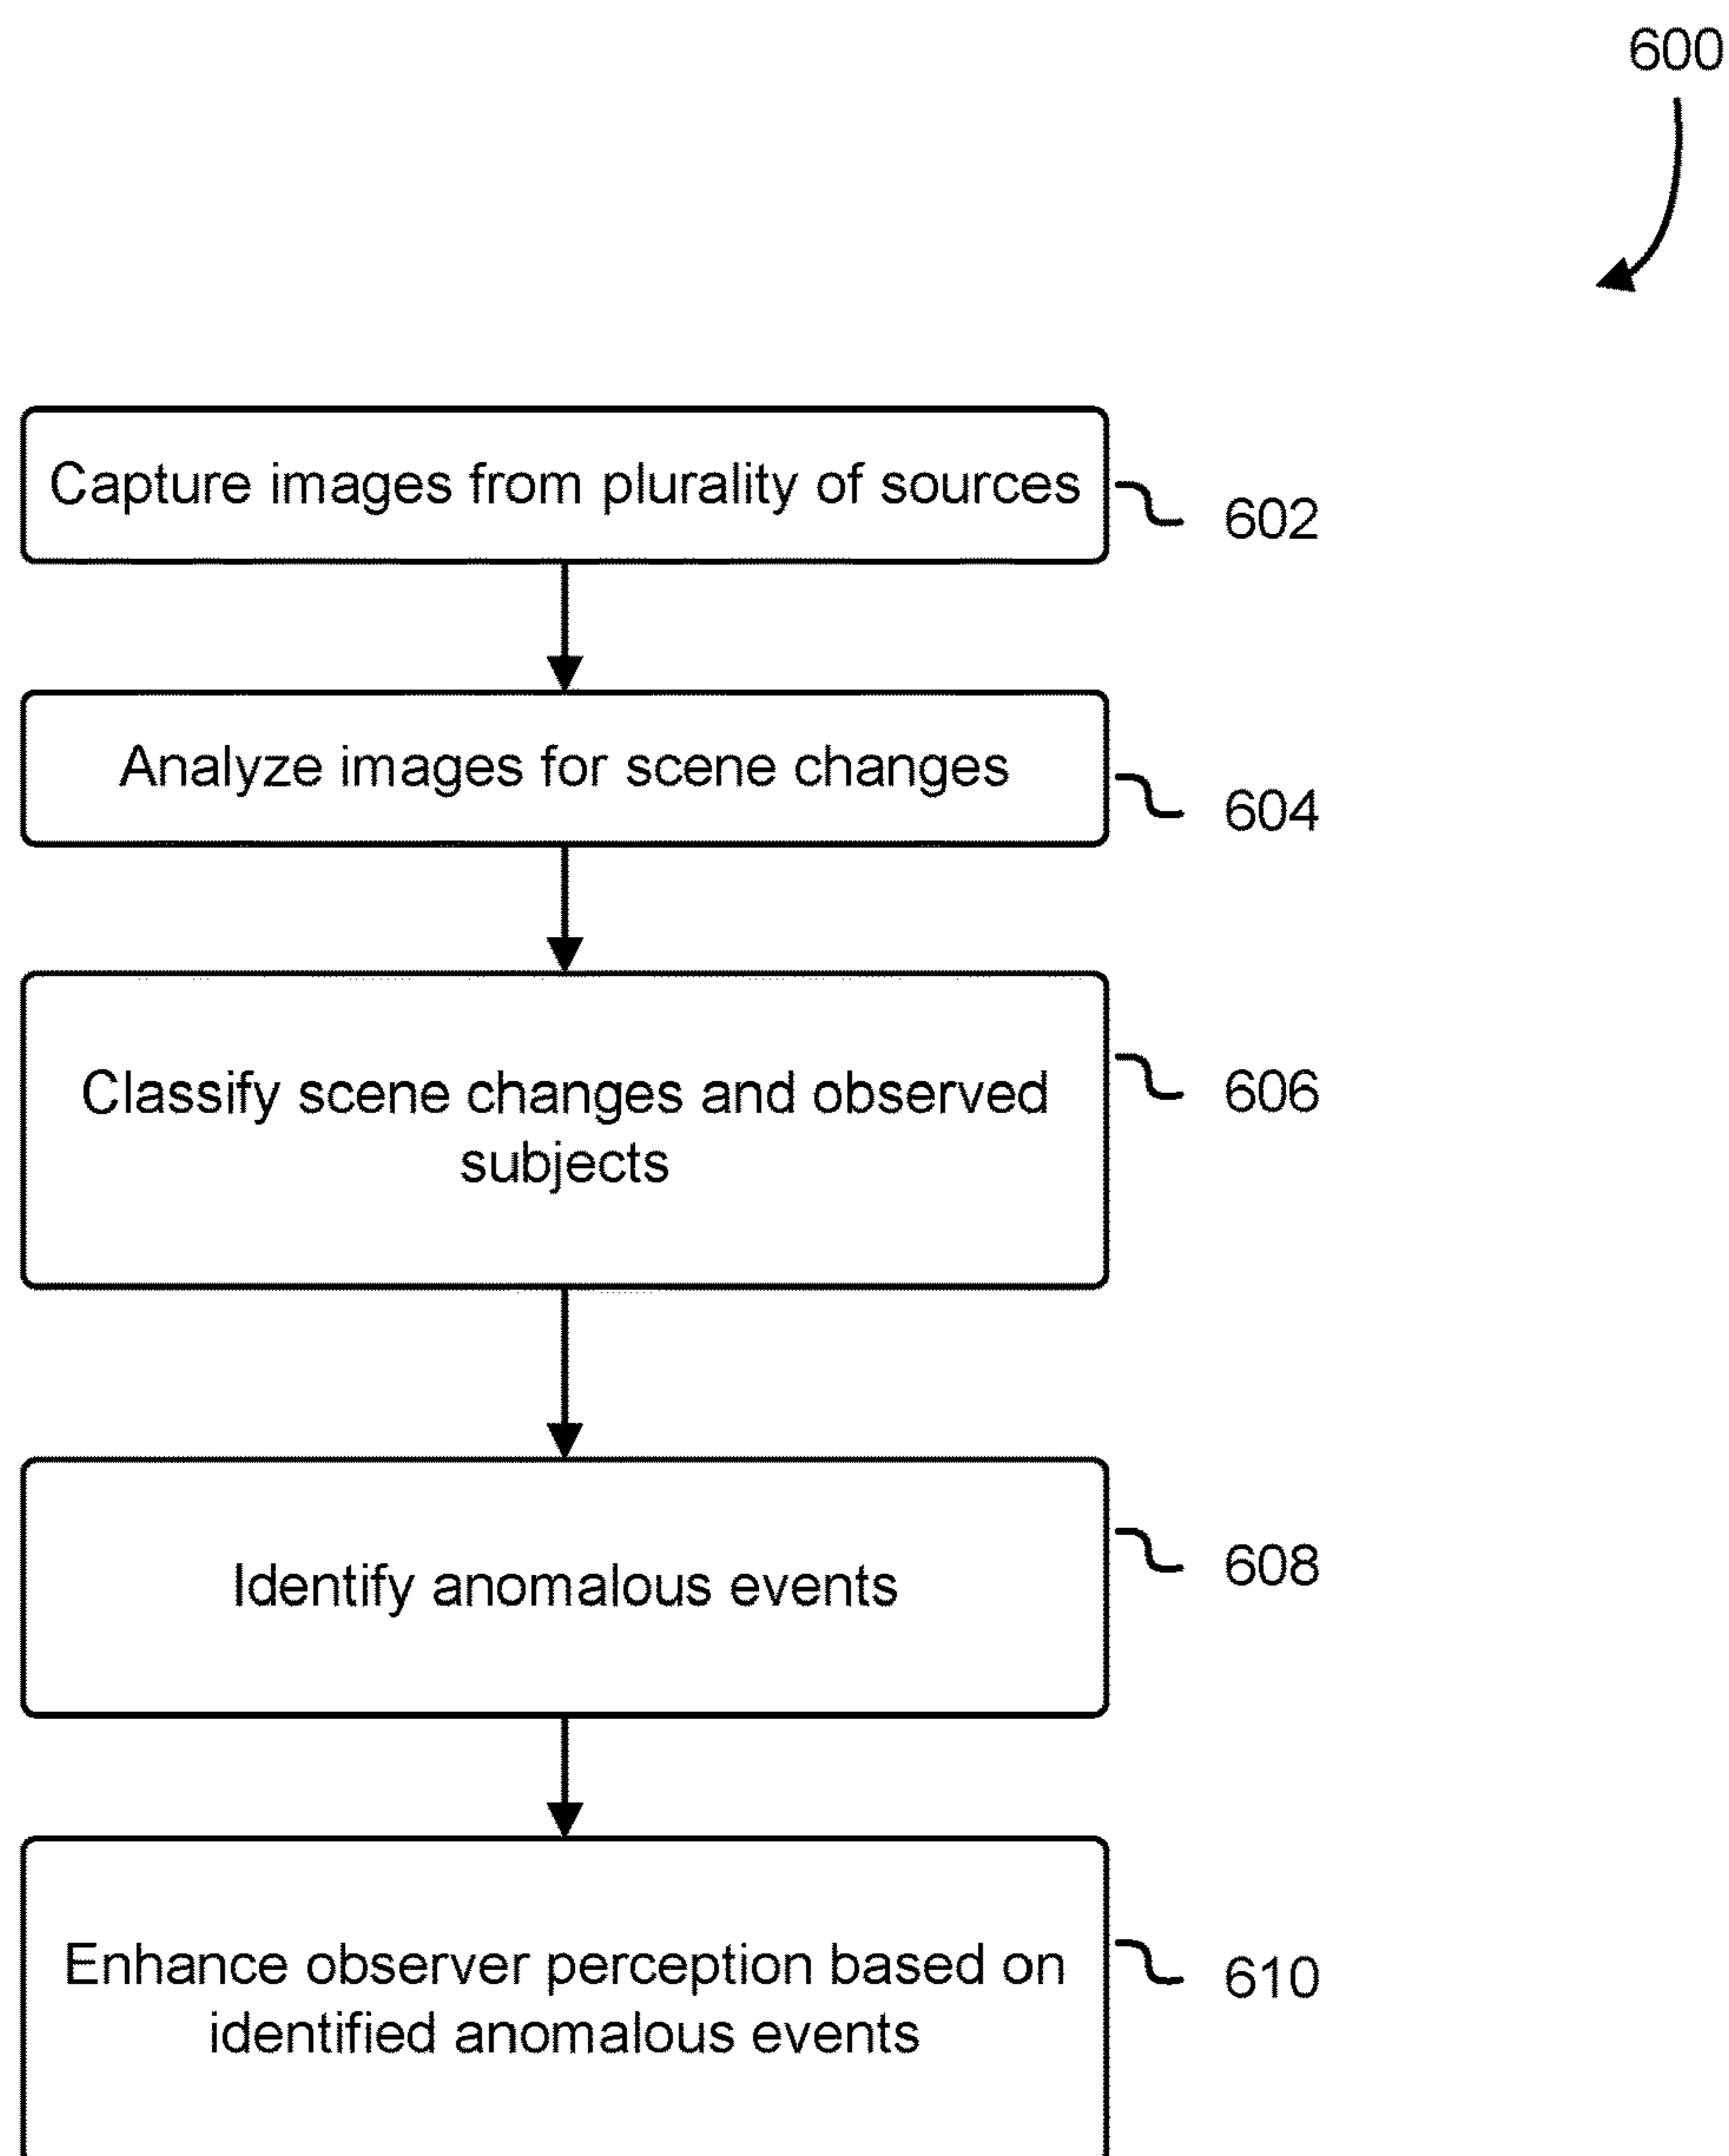 600
Capture images from plurality of sources
602
Analyze images for scene changes
604
Classify scene changes and observed
subjects
606
Identify anomalous events
608
Enhance observer perception based on
identified anomalous events
610